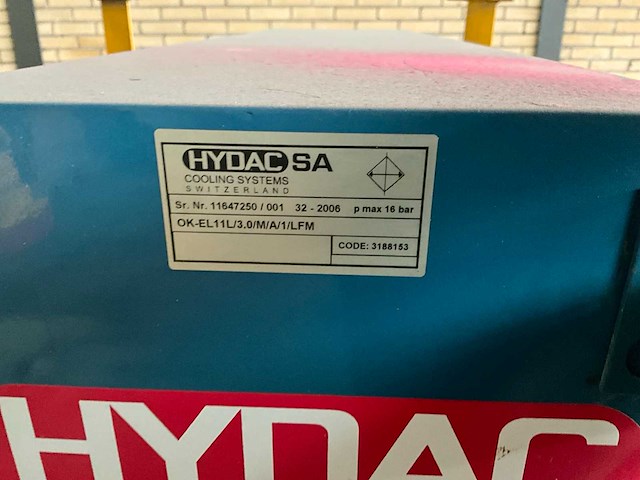 HYDAC SA
COOLING SYSTEMS
SWITZERLAND
Sr. Nr. 11647250 / 001 32 - 2006 p max 16 bar
OK-EL11L/3.0/M/A/1/LFM
CODE: 3188153
HYDAC